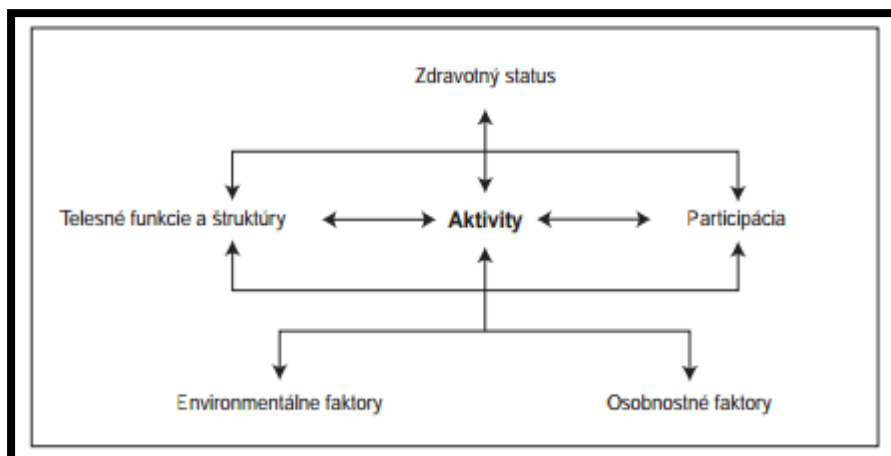 Zdravotný status
Telesné funkcie a štruktúry
Aktivity
Participácia
Environmentálne faktory
Osobnostné faktory